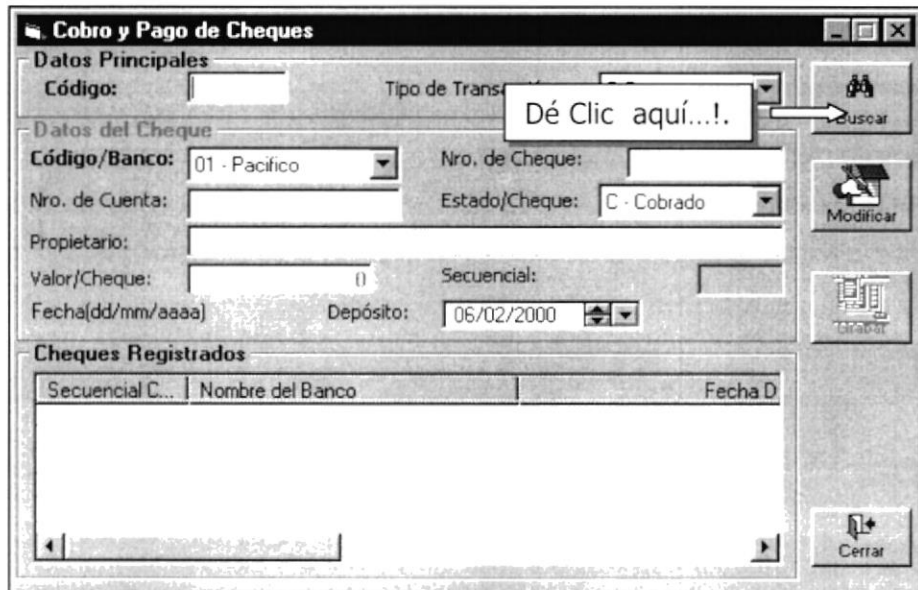 Cobro y Pago de Cheques
Datos Principales
Código: Tipo de Transa
Dé Clic aquí...!.
Buscar
Datos del Cheque
Código/Banco: 01 - Pacifico Nro. de Cheque:
Modificar
Nro. de Cuenta: Estado/Cheque: C - Cobrado
Propietario:
Valor/Cheque: 0 Secuencial:
Grabar
Fecha(dd/mm/aaaa) Depósito: 06/02/2000
Cheques Registrados
Secuencial C... Nombre del Banco Fecha D
Cerrar